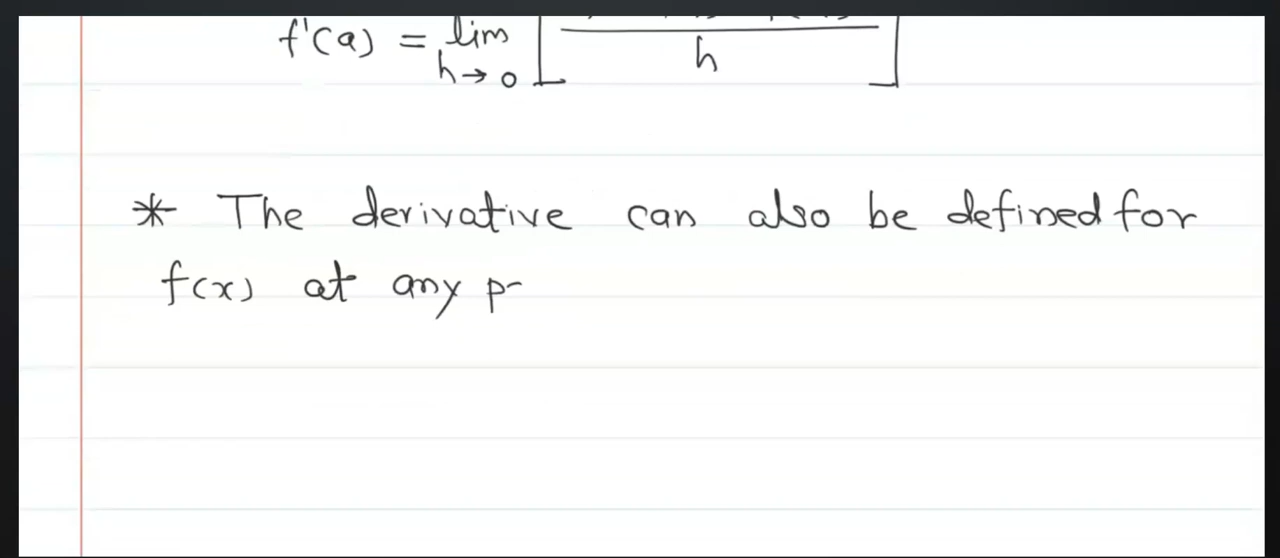 f'(a) = lim h→0 [ / h ]
* The derivative can also be defined for
f(x) at any p